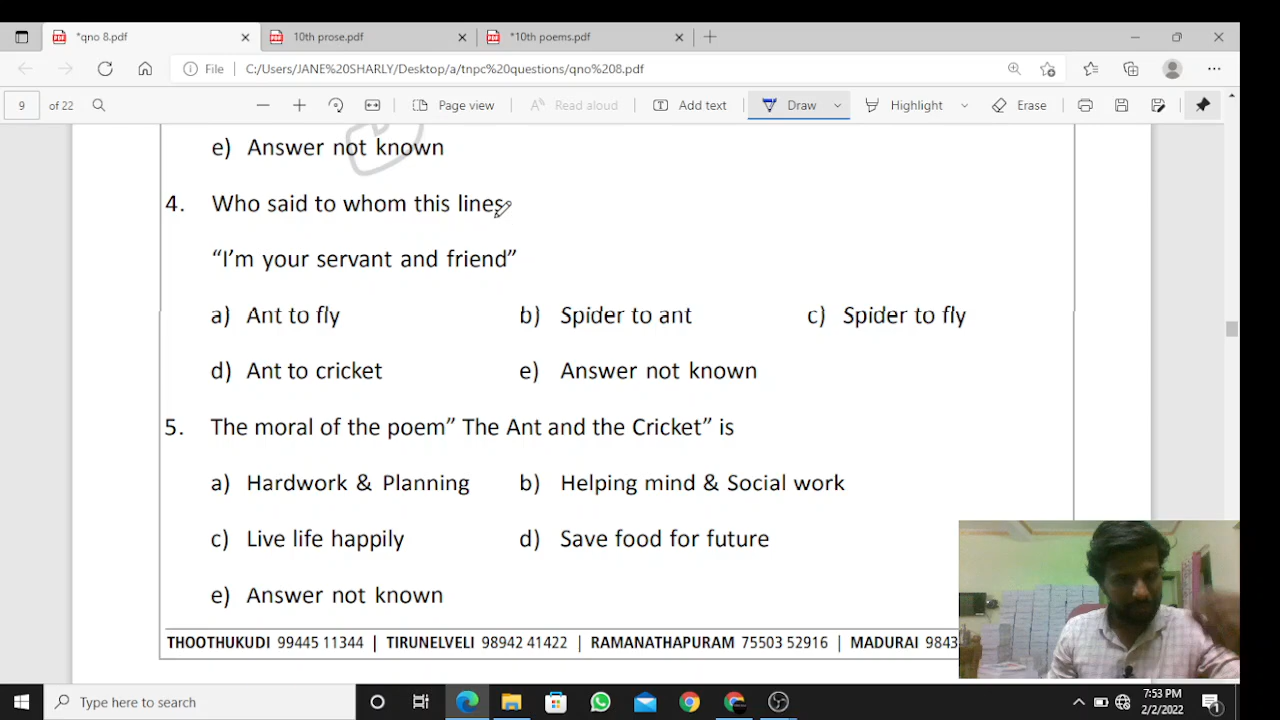 *qno 8.pdf
10th prose.pdf
*10th poems.pdf
File
C:/Users/JANE%20SHARLY/Desktop/a/tnpc%20questions/qno%208.pdf
9 of 22
Page view
Read aloud
Add text
Draw
Highlight
Erase
e) Answer not known
4. Who said to whom this lines
“I’m your servant and friend”
a) Ant to fly b) Spider to ant c) Spider to fly
d) Ant to cricket e) Answer not known
5. The moral of the poem” The Ant and the Cricket” is
a) Hardwork & Planning b) Helping mind & Social work
c) Live life happily d) Save food for future
e) Answer not known
THOOTHUKUDI 99445 11344 | TIRUNELVELI 98942 41422 | RAMANATHAPURAM 75503 52916 | MADURAI 9843
Type here to search
7:53 PM
2/2/2022
1